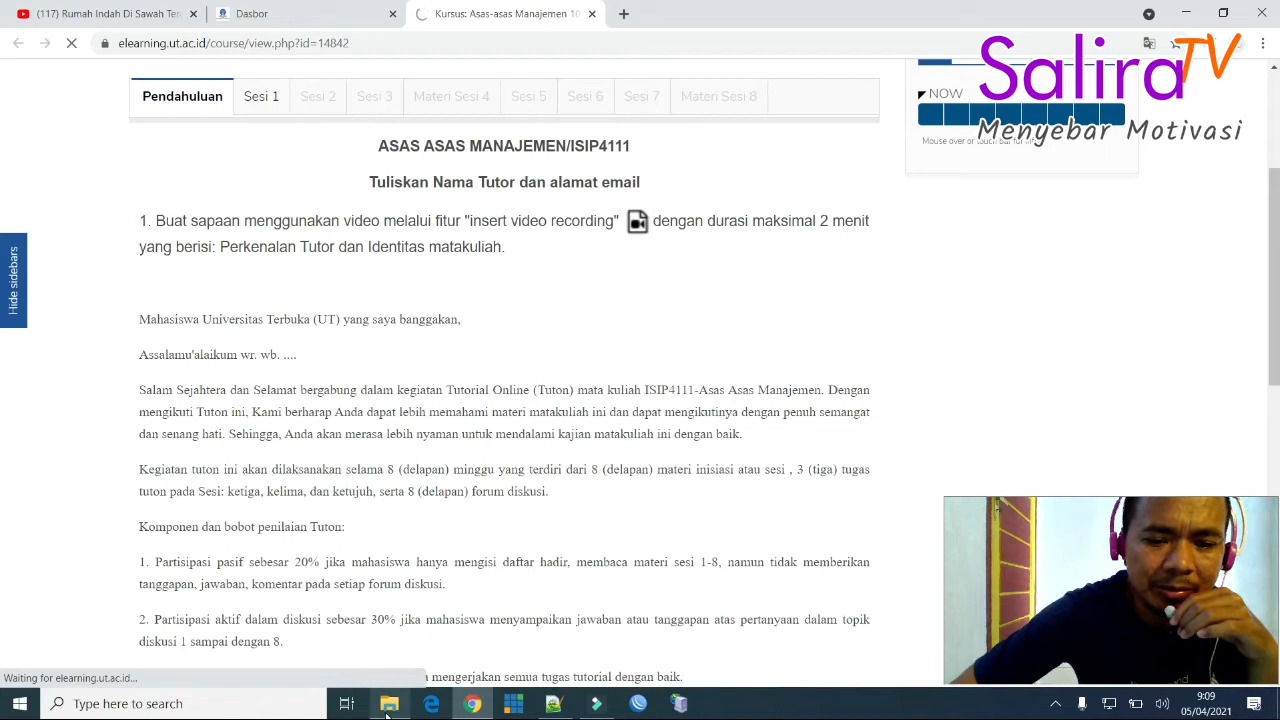 (117) Rumah Indah Di Sawah Ter
Dasbor
Kursus: Asas-asas Manajemen 10
elearning.ut.ac.id/course/view.php?id=14842
Salira TV
Menyebar Motivasi
Pendahuluan
Sesi 1
Sesi 2
Sesi 3
Materi Sesi 4
Sesi 5
Sesi 6
Sesi 7
Materi Sesi 8
NOW
Mouse over or touch bar for
Hide sidebars
ASAS ASAS MANAJEMEN/ISIP4111
Tuliskan Nama Tutor dan alamat email
1. Buat sapaan menggunakan video melalui fitur "insert video recording" dengan durasi maksimal 2 menit
yang berisi: Perkenalan Tutor dan Identitas matakuliah.
Mahasiswa Universitas Terbuka (UT) yang saya banggakan,
Assalamu'alaikum wr. wb. ....
Salam Sejahtera dan Selamat bergabung dalam kegiatan Tutorial Online (Tuton) mata kuliah ISIP4111-Asas Asas Manajemen. Dengan
mengikuti Tuton ini, Kami berharap Anda dapat lebih memahami materi matakuliah ini dan dapat mengikutinya dengan penuh semangat
dan senang hati. Sehingga, Anda akan merasa lebih nyaman untuk mendalami kajian matakuliah ini dengan baik.
Kegiatan tuton ini akan dilaksanakan selama 8 (delapan) minggu yang terdiri dari 8 (delapan) materi inisiasi atau sesi , 3 (tiga) tugas
tuton pada Sesi: ketiga, kelima, dan ketujuh, serta 8 (delapan) forum diskusi.
Komponen dan bobot penilaian Tuton:
1. Partisipasi pasif sebesar 20% jika mahasiswa hanya mengisi daftar hadir, membaca materi sesi 1-8, namun tidak memberikan
tanggapan, jawaban, komentar pada setiap forum diskusi.
2. Partisipasi aktif dalam diskusi sebesar 30% jika mahasiswa menyampaikan jawaban atau tanggapan atas pertanyaan dalam topik
diskusi 1 sampai dengan 8.
mengerjakan semua tugas tutorial dengan baik.
Waiting for elearning.ut.ac.id...
Type here to search
9:09
05/04/2021